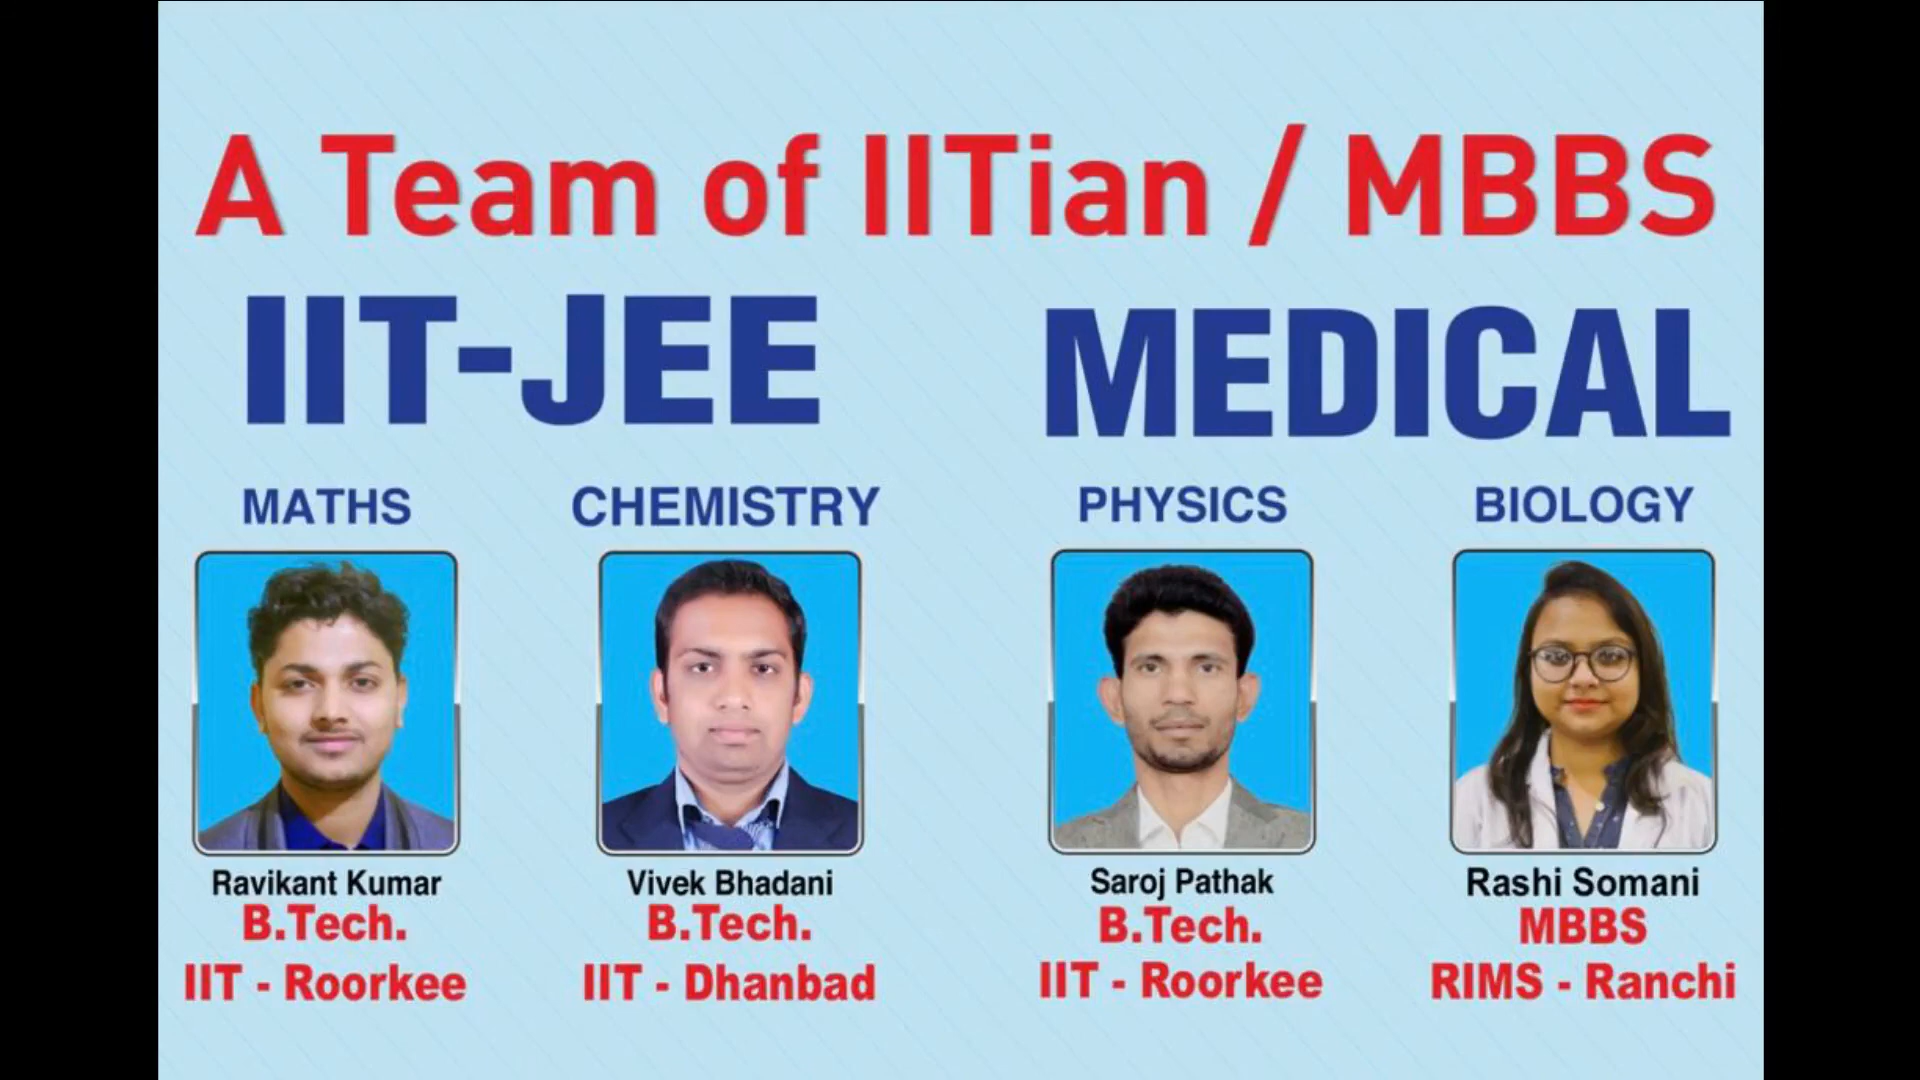 A Team of IITian / MBBS
IIT-JEE MEDICAL
MATHS CHEMISTRY PHYSICS BIOLOGY
Ravikant Kumar Vivek Bhadani Saroj Pathak Rashi Somani
B.Tech. B.Tech. B.Tech. MBBS
IIT - Roorkee IIT - Dhanbad IIT - Roorkee RIMS - Ranchi